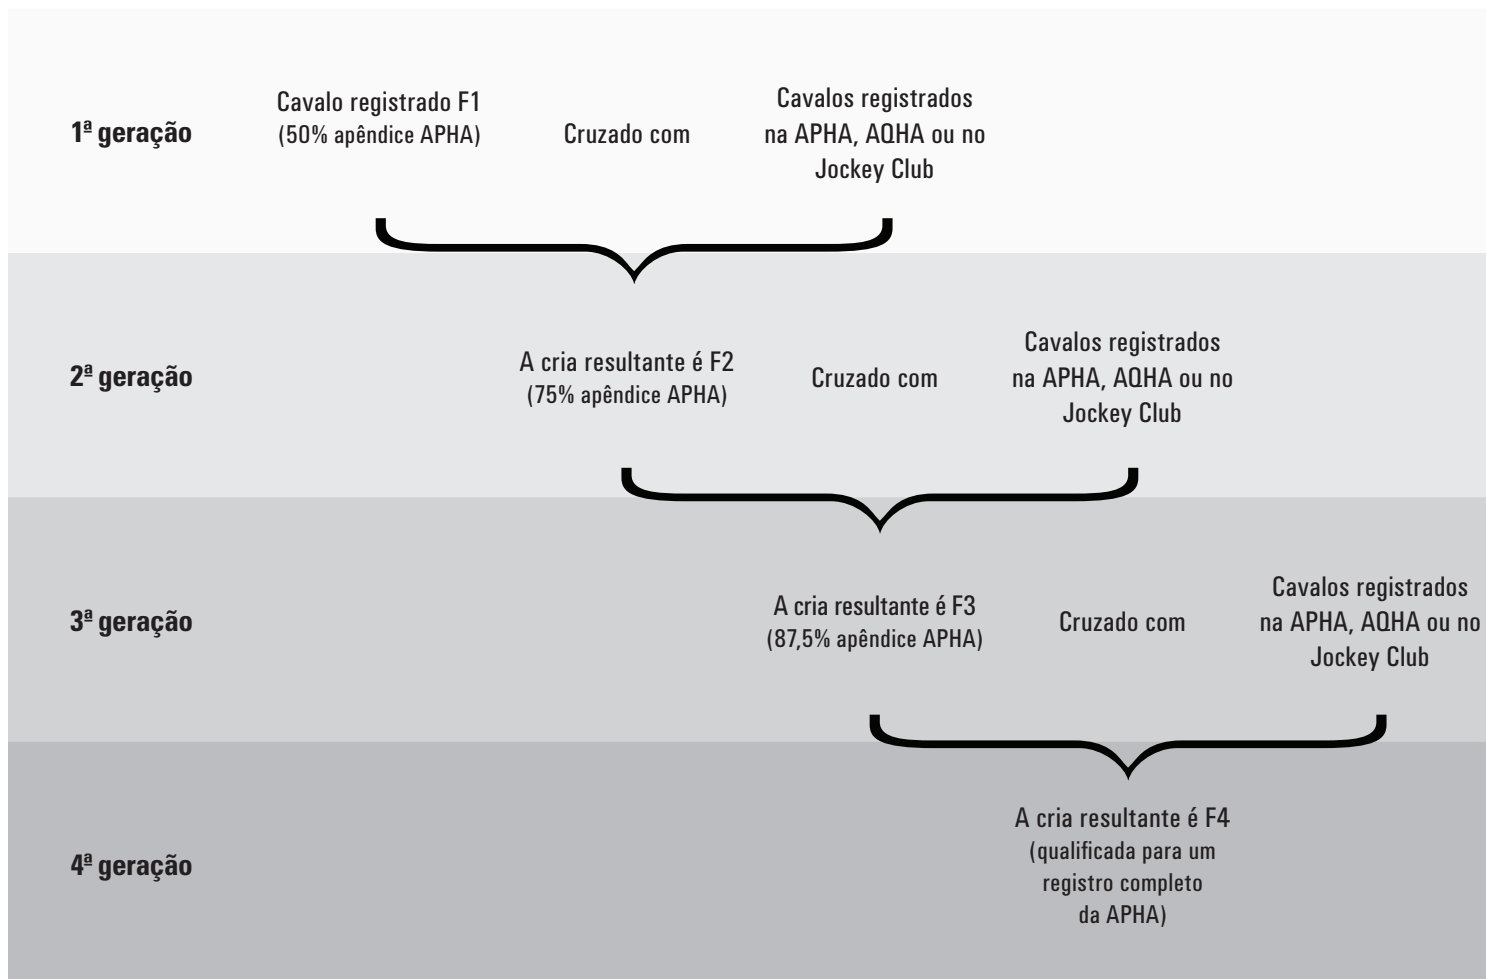 1ª geração
Cavalo registrado F1
(50% apêndice APHA)
Cruzado com
Cavalos registrados
na APHA, AQHA ou no
Jockey Club
2ª geração
A cria resultante é F2
(75% apêndice APHA)
Cruzado com
Cavalos registrados
na APHA, AQHA ou no
Jockey Club
3ª geração
A cria resultante é F3
(87,5% apêndice APHA)
Cruzado com
Cavalos registrados
na APHA, AQHA ou no
Jockey Club
4ª geração
A cria resultante é F4
(qualificada para um
registro completo
da APHA)